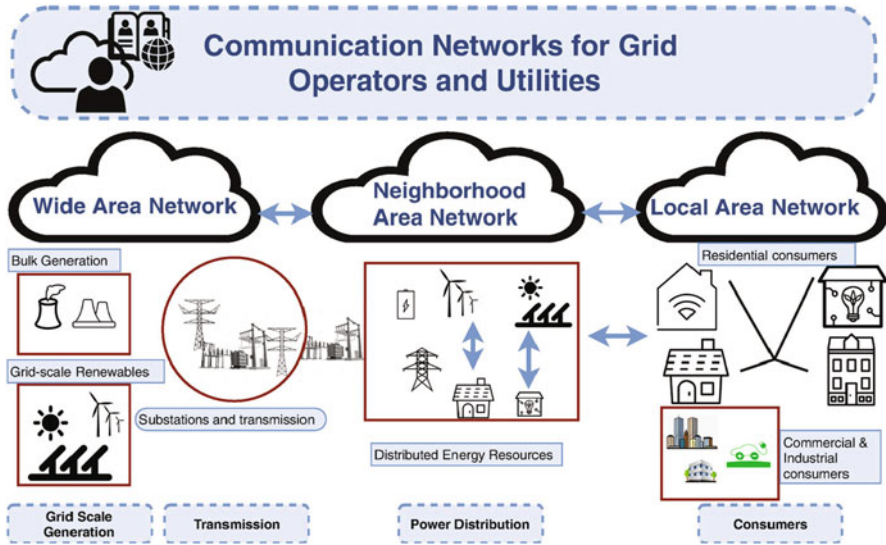 Communication Networks for Grid
Operators and Utilities
Wide Area Network
Neighborhood
Area Network
Local Area Network
Bulk Generation
Residential consumers
Grid-scale Renewables
Substations and transmission
Distributed Energy Resources
Commercial &
Industrial
consumers
Grid Scale
Generation
Transmission
Power Distribution
Consumers